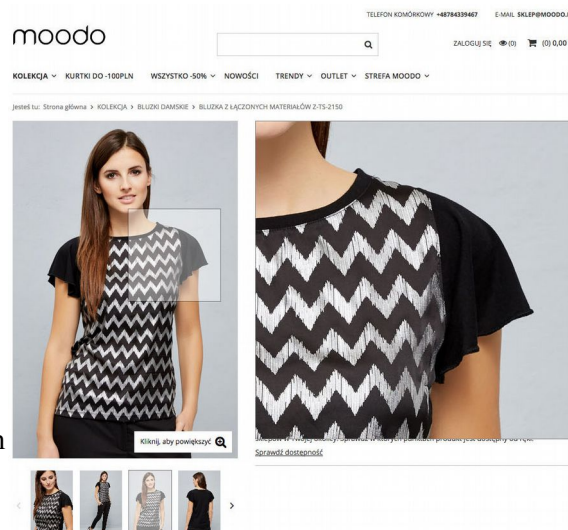 TELEFON KOMÓRKOWY +48784339467 E-MAIL SKLEP@MOODO.
moodo
ZALOGUJ SIĘ (0) (0) 0,00
KOLEKCJA KURTKI DO -100PLN WSZYSTKO -50% NOWOŚCI TRENDY OUTLET STREFA MOODO
Jesteś tu: Strona główna > KOLEKCJA > BLUZKI DAMSKIE > BLUZKA Z ŁĄCZONYCH MATERIAŁÓW Z-TS-2150
Kliknij, aby powiększyć
Sprawdź dostępność